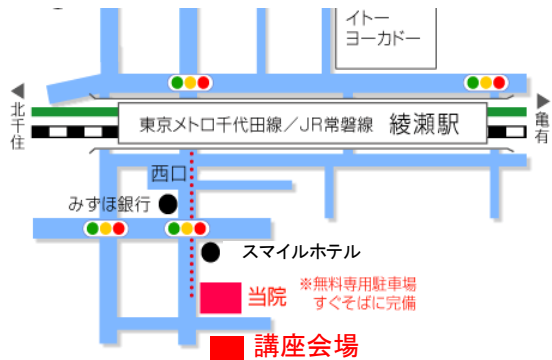 イトー
ヨーカドー
北千住
東京メトロ千代田線／JR常磐線 綾瀬駅
亀有
西口
みずほ銀行
スマイルホテル
当院
※無料専用駐車場
すぐそばに完備
講座会場